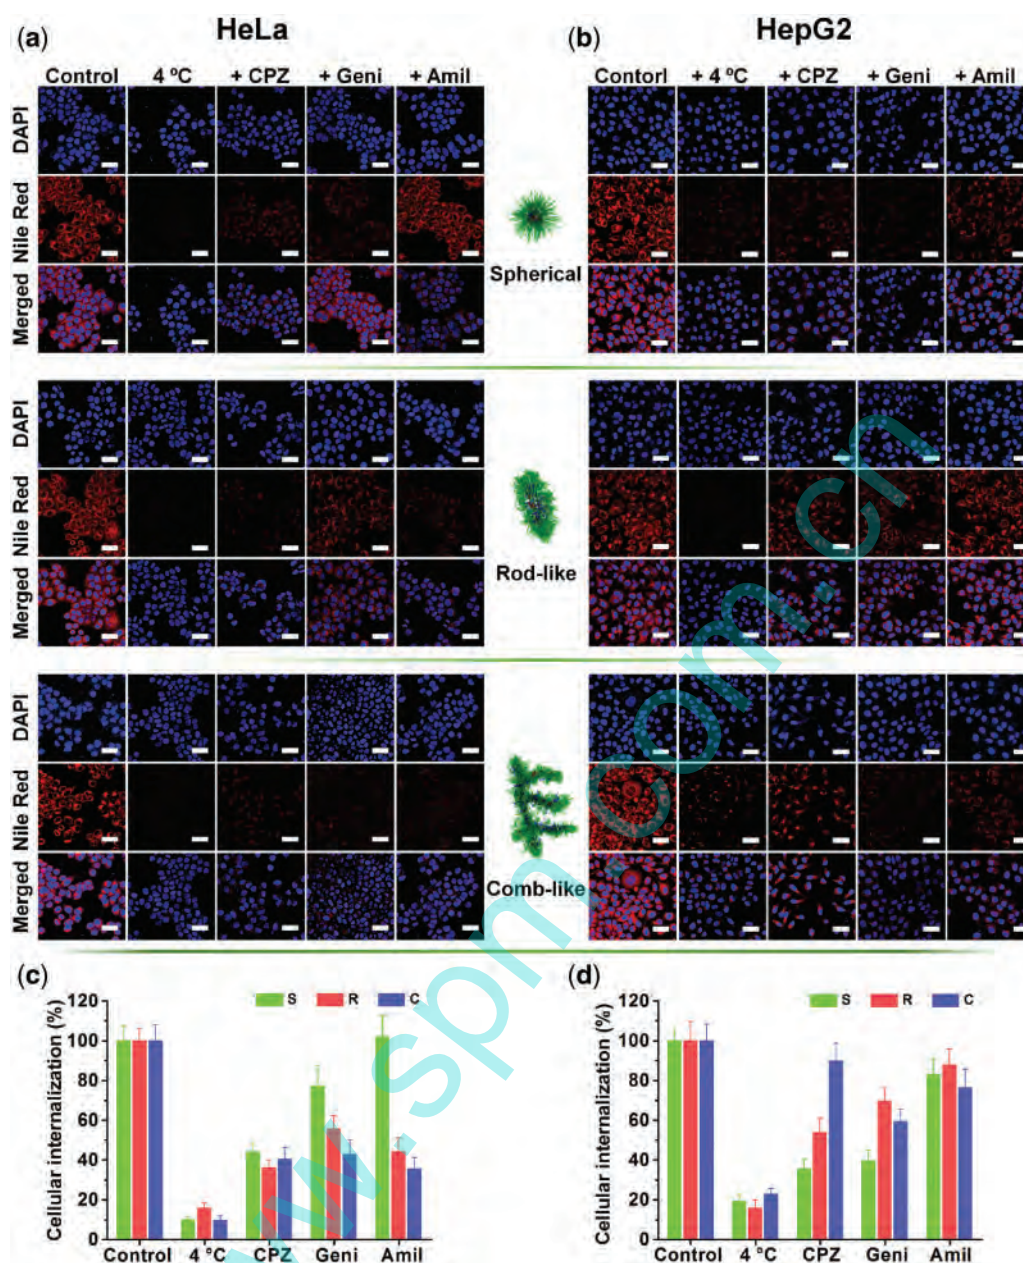 (a) HeLa
(b) HepG2
Control 4 ºC + CPZ + Geni + Amil
Contorl + 4 ºC + CPZ + Geni + Amil
DAPI
Nile Red
Merged
Spherical
DAPI
Nile Red
Merged
Rod-like
DAPI
Nile Red
Merged
Comb-like
(c)
Cellular internalization (%)
120
100
80
60
40
20
0
S R C
Control 4 ºC CPZ Geni Amil
(d)
Cellular internalization (%)
120
100
80
60
40
20
0
S R C
Control 4 ºC CPZ Geni Amil
w.spm.com.cn